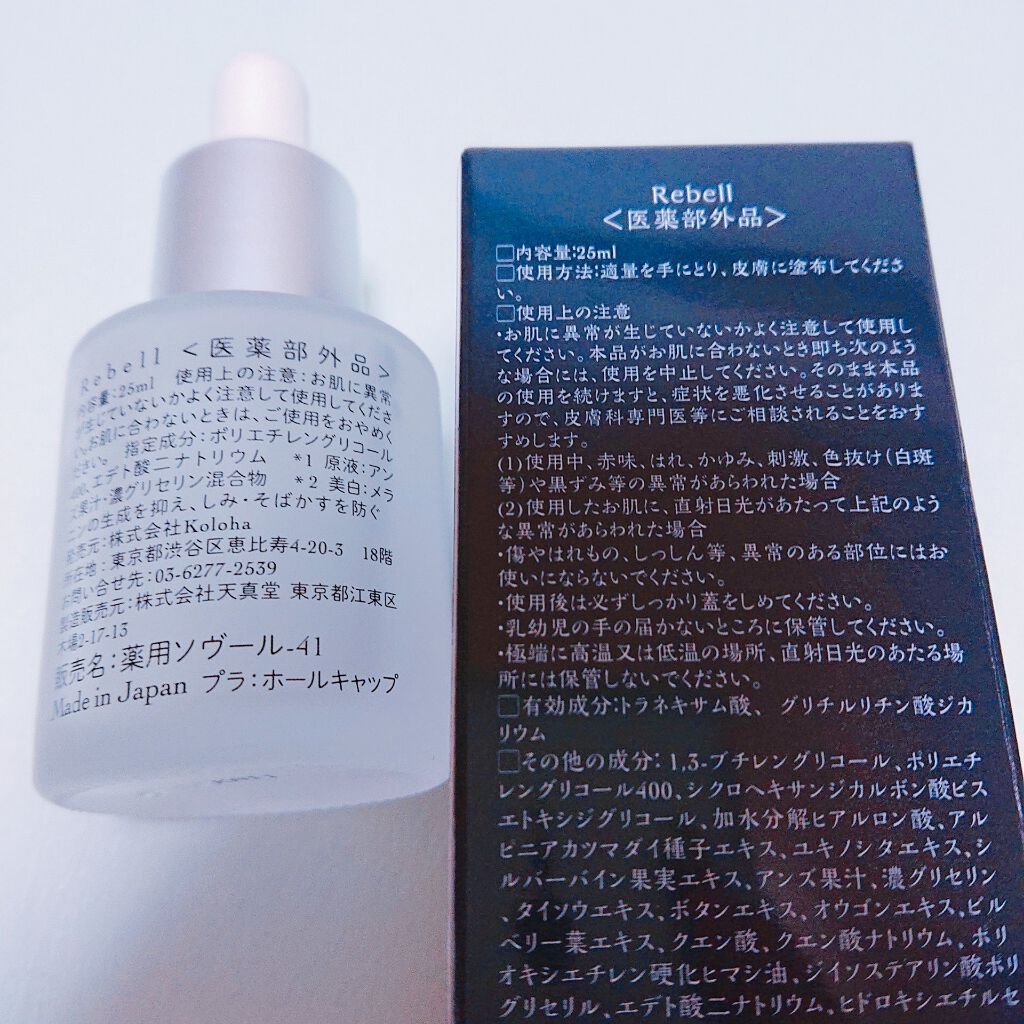 Rebell <医薬部外品>
内容量:25ml 使用上の注意:お肌に異常
生じていないかよく注意して使用してくださ
お肌に合わないときは、ご使用をおやめく
ださい。 指定成分:ポリエチレングリコール
400、エデト酸二ナトリウム *1 原液:アン
果汁・濃グリセリン混合物 *2 美白:メラ
ニンの生成を抑え、しみ・そばかすを防ぐ
発売元:株式会社Koloha
所在地:東京都渋谷区恵比寿4-20-3 18階
お問い合せ先:03-6277-2539
製造販売元:株式会社天真堂 東京都江東区
木場2-17-13
販売名:薬用ソヴール-41
Made in Japan プラ:ホールキャップ
Rebell
<医薬部外品>
□内容量:25ml
□使用方法:適量を手にとり、皮膚に塗布してくださ
い。
□使用上の注意
・お肌に異常が生じていないかよく注意して使用し
てください。本品がお肌に合わないとき即ち次のよう
な場合には、使用を中止してください。そのまま本品
の使用を続けますと、症状を悪化させることがありま
すので、皮膚科専門医等にご相談されることをおす
すめします。
(1)使用中、赤味、はれ、かゆみ、刺激、色抜け(白斑
等)や黒ずみ等の異常があらわれた場合
(2)使用したお肌に、直射日光があたって上記のよう
な異常があらわれた場合
・傷やはれもの、しっしん等、異常のある部位にはお
使いにならないでください。
・使用後は必ずしっかり蓋をしめてください。
・乳幼児の手の届かないところに保管してください。
・極端に高温又は低温の場所、直射日光のあたる場
所には保管しないでください。
□有効成分:トラネキサム酸、グリチルリチン酸ジカ
リウム
□その他の成分:1,3-ブチレングリコール、ポリエチ
レングリコール400、シクロヘキサンジカルボン酸ビス
エトキシジグリコール、加水分解ヒアルロン酸、アル
ピニアカツマダイ種子エキス、ユキノシタエキス、シ
ルバーバイン果実エキス、アンズ果汁、濃グリセリン
、タイソウエキス、ボタンエキス、オウゴンエキス、ビル
ベリー葉エキス、クエン酸、クエン酸ナトリウム、ポリ
オキシエチレン硬化ヒマシ油、ジイソステアリン酸ポリ
グリセリル、エデト酸二ナトリウム、ヒドロキシエチルセ